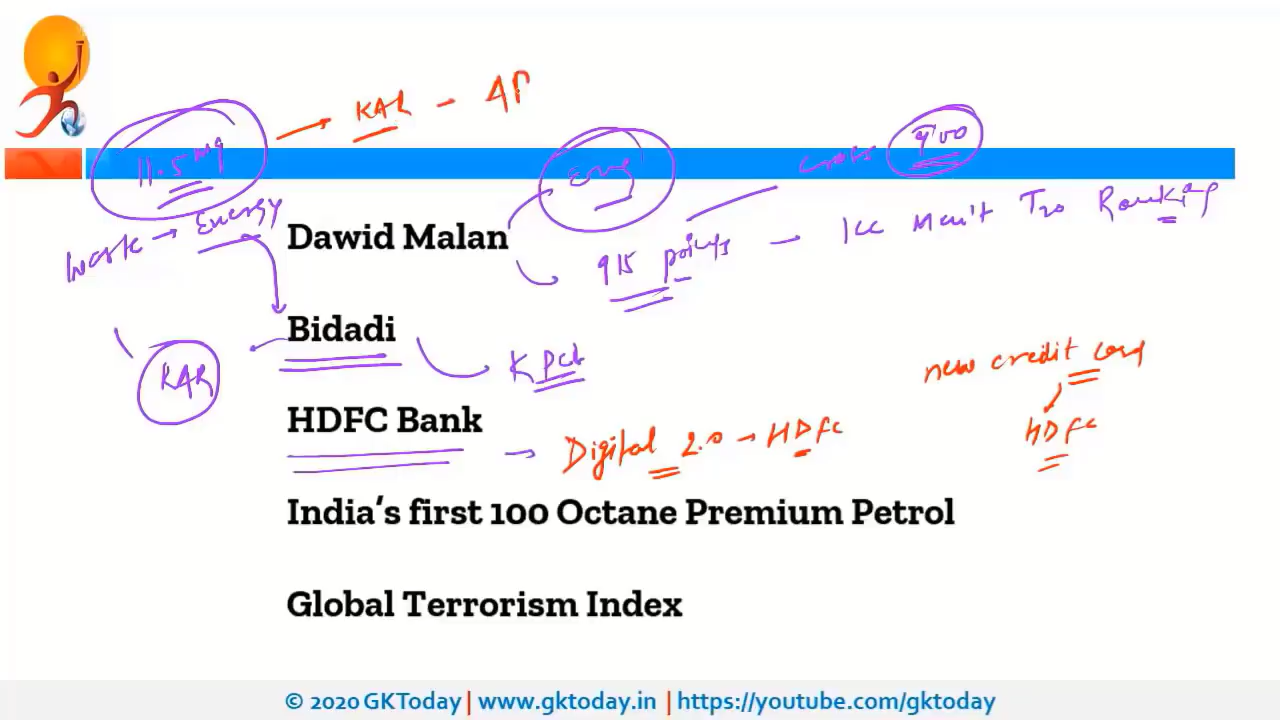 KAR - AP
11.5 MW
Eng
cross 900
Waste → Energy
Dawid Malan
915 points - ICC Men't T20 Ranking
Bidadi
KAR
KPCL
new credit card
HDFC Bank
Digital 2.0 → HDFC
HDFC
India's first 100 Octane Premium Petrol
Global Terrorism Index
© 2020 GKToday | www.gktoday.in | https://youtube.com/gktoday